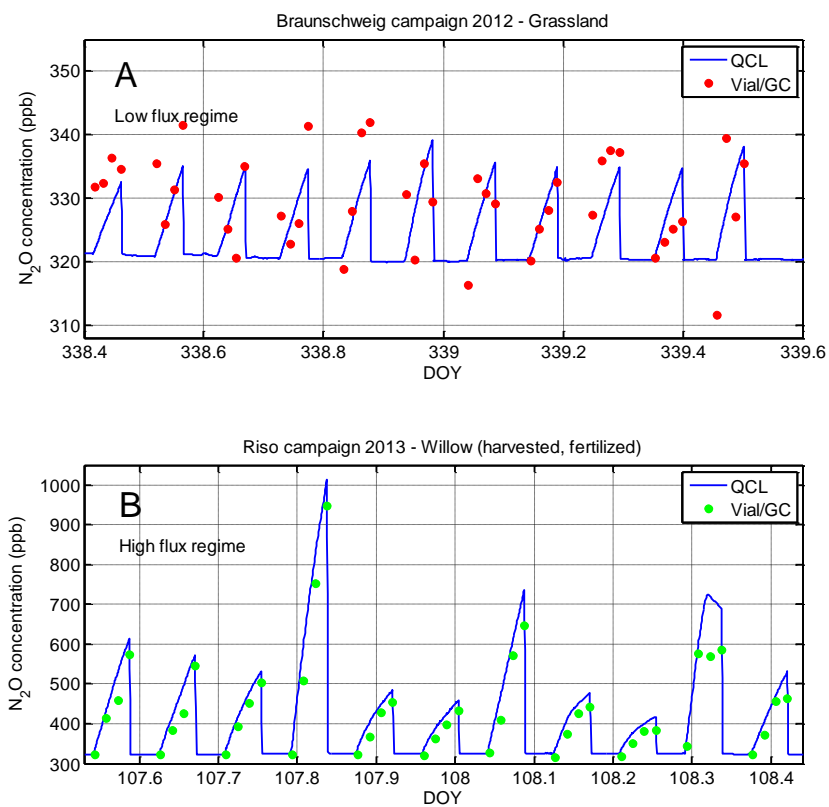 Braunschweig campaign 2012 - Grassland
A
Low flux regime
QCL
Vial/GC
N2O concentration (ppb)
350
340
330
320
310
338.4 338.6 338.8 339 339.2 339.4 339.6
DOY
Riso campaign 2013 - Willow (harvested, fertilized)
B
High flux regime
QCL
Vial/GC
N2O concentration (ppb)
1000
900
800
700
600
500
400
300
107.6 107.7 107.8 107.9 108 108.1 108.2 108.3 108.4
DOY